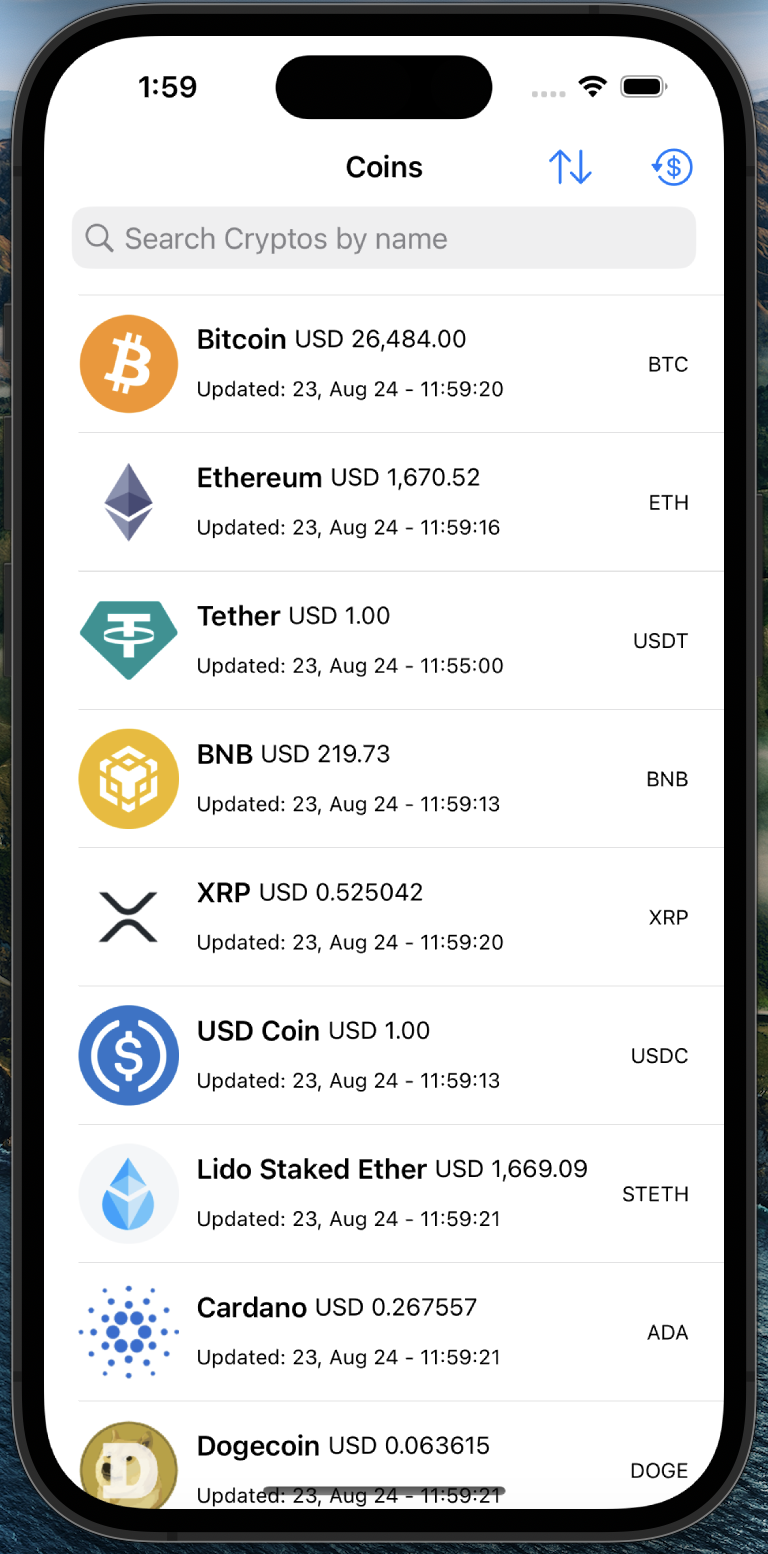 1:59
Coins
Search Cryptos by name
Bitcoin USD 26,484.00
Updated: 23, Aug 24 - 11:59:20
BTC
Ethereum USD 1,670.52
Updated: 23, Aug 24 - 11:59:16
ETH
Tether USD 1.00
Updated: 23, Aug 24 - 11:55:00
USDT
BNB USD 219.73
Updated: 23, Aug 24 - 11:59:13
BNB
XRP USD 0.525042
Updated: 23, Aug 24 - 11:59:20
XRP
USD Coin USD 1.00
Updated: 23, Aug 24 - 11:59:13
USDC
Lido Staked Ether USD 1,669.09
Updated: 23, Aug 24 - 11:59:21
STETH
Cardano USD 0.267557
Updated: 23, Aug 24 - 11:59:21
ADA
Dogecoin USD 0.063615
Updated: 23, Aug 24 - 11:59:21
DOGE